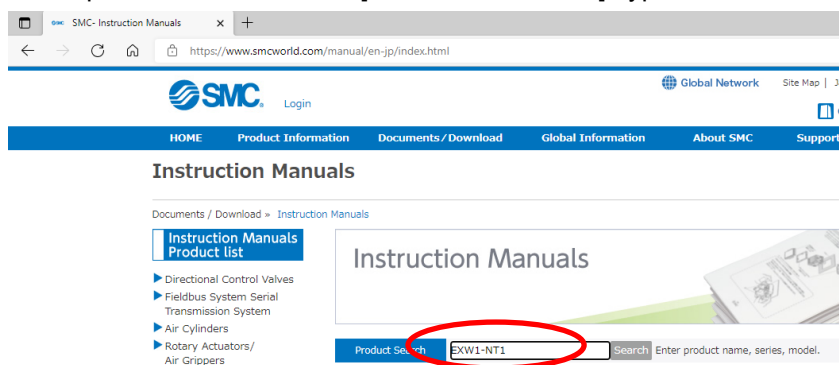 SMC- Instruction Manuals
https://www.smcworld.com/manual/en-jp/index.html
SMC
Login
Global Network
Site Map | J
HOME Product Information Documents/Download Global Information About SMC Support
Instruction Manuals
Documents / Download » Instruction Manuals
Instruction Manuals
Product list
Instruction Manuals
Directional Control Valves
Fieldbus System Serial
Transmission System
Air Cylinders
Rotary Actuators/
Air Grippers
Product Search EXW1-NT1 Search Enter product name, series, model.